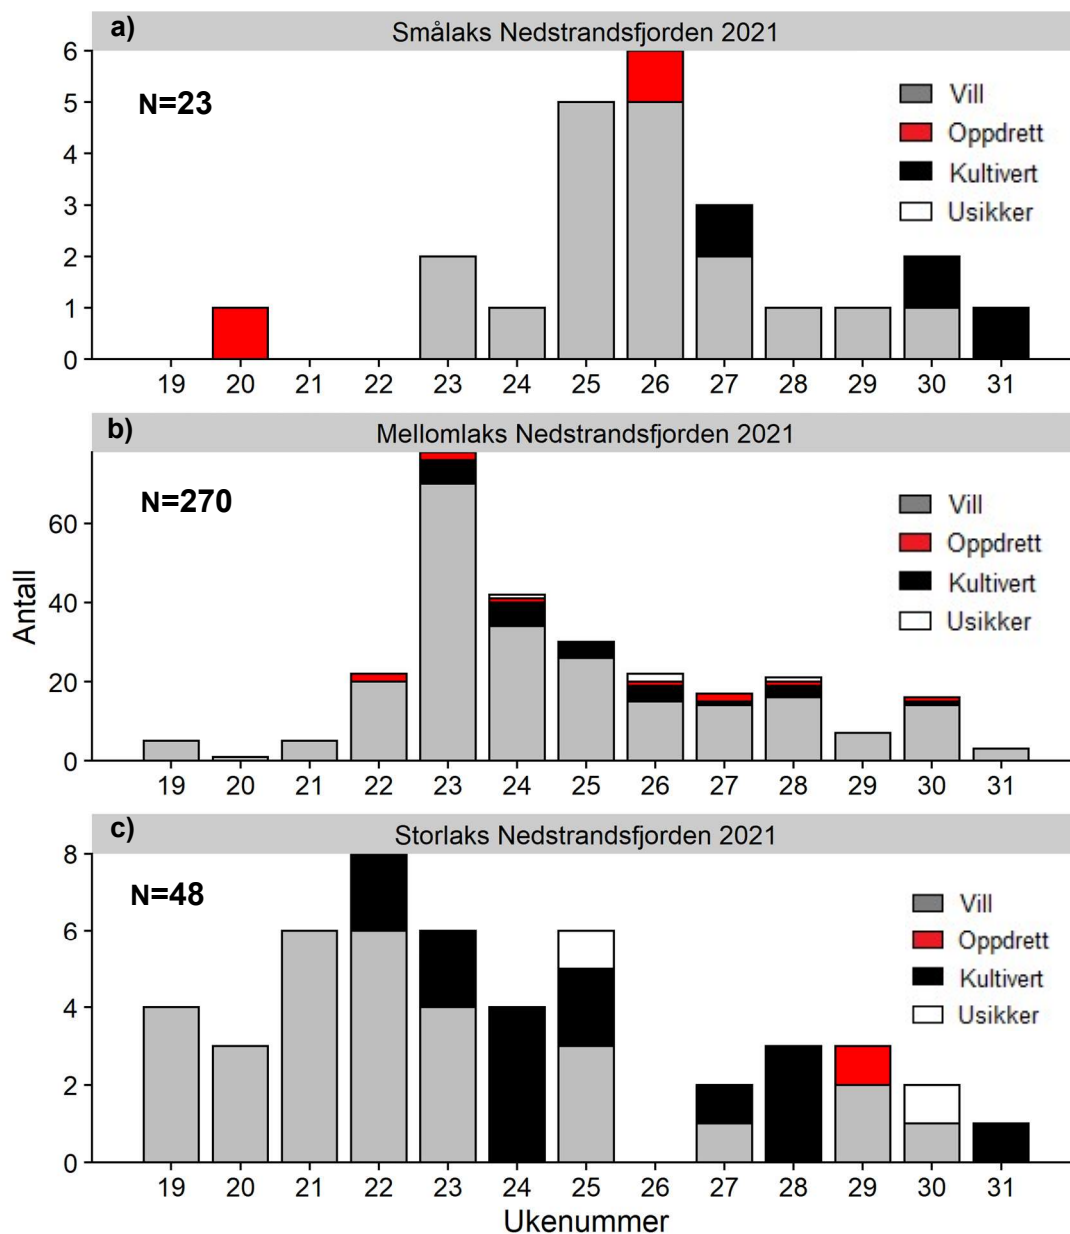 a)
Smålaks Nedstrandsfjorden 2021
N=23
6
5
4
3
2
1
0
Vill
Oppdrett
Kultivert
Usikker
19 20 21 22 23 24 25 26 27 28 29 30 31
b)
Mellomlaks Nedstrandsfjorden 2021
N=270
Antall
60
40
20
0
Vill
Oppdrett
Kultivert
Usikker
19 20 21 22 23 24 25 26 27 28 29 30 31
c)
Storlaks Nedstrandsfjorden 2021
N=48
8
6
4
2
0
Vill
Oppdrett
Kultivert
Usikker
19 20 21 22 23 24 25 26 27 28 29 30 31
Ukenummer